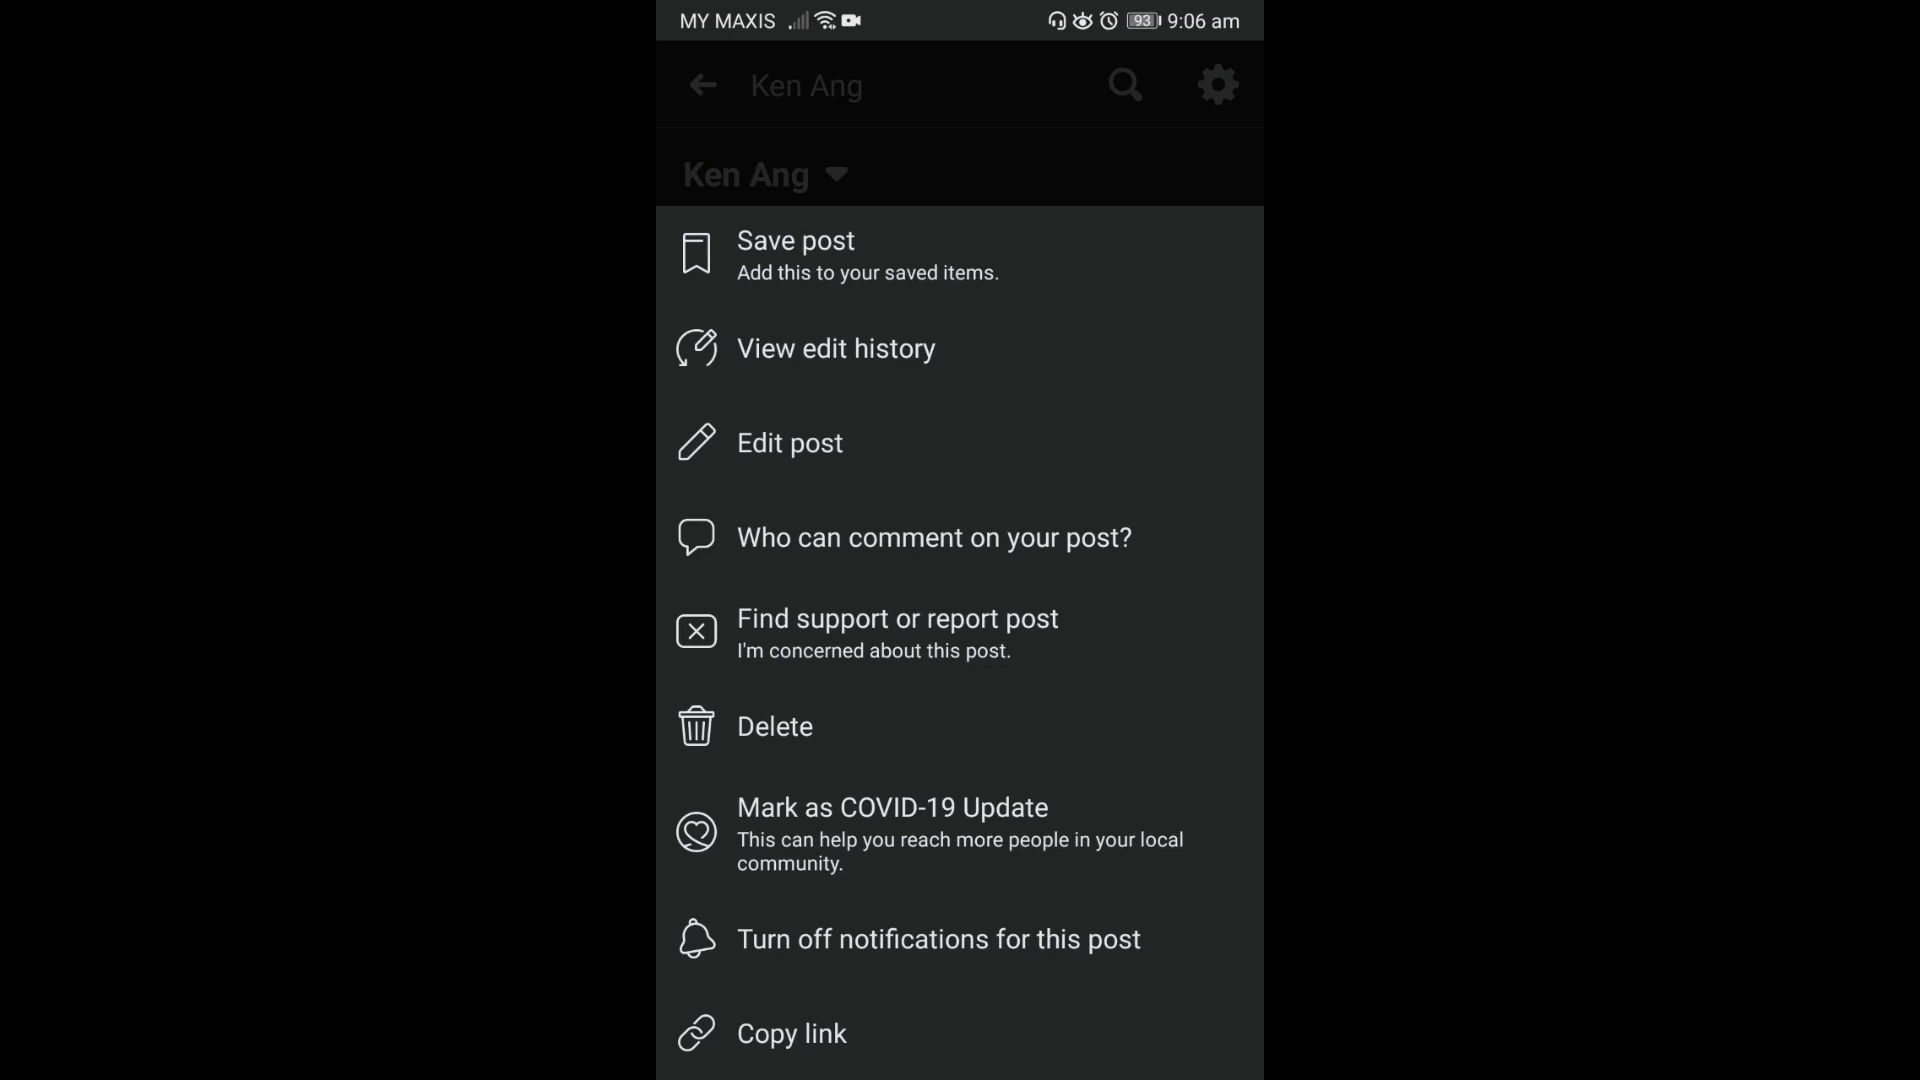 MY MAXIS 93 9:06 am
Ken Ang
Ken Ang
Save post
Add this to your saved items.
View edit history
Edit post
Who can comment on your post?
Find support or report post
I'm concerned about this post.
Delete
Mark as COVID-19 Update
This can help you reach more people in your local
community.
Turn off notifications for this post
Copy link